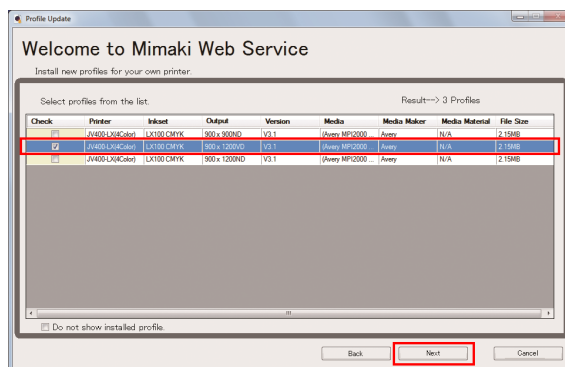 Profile Update
Welcome to Mimaki Web Service
Install new profiles for your own printer.
Select profiles from the list. Result--> 3 Profiles
Check Printer Inkset Output Version Media Media Maker Media Material File Size
JV400-LX(4Color) LX100 CMYK 900 x 900ND V3.1 (Avery MPI2000 ... Avery N/A 2.15MB
JV400-LX(4Color) LX100 CMYK 900 x 1200VD V3.1 (Avery MPI2000 ... Avery N/A 2.15MB
JV400-LX(4Color) LX100 CMYK 900 x 1200ND V3.1 (Avery MPI2000 ... Avery N/A 2.15MB
Do not show installed profile.
Back Next Cancel